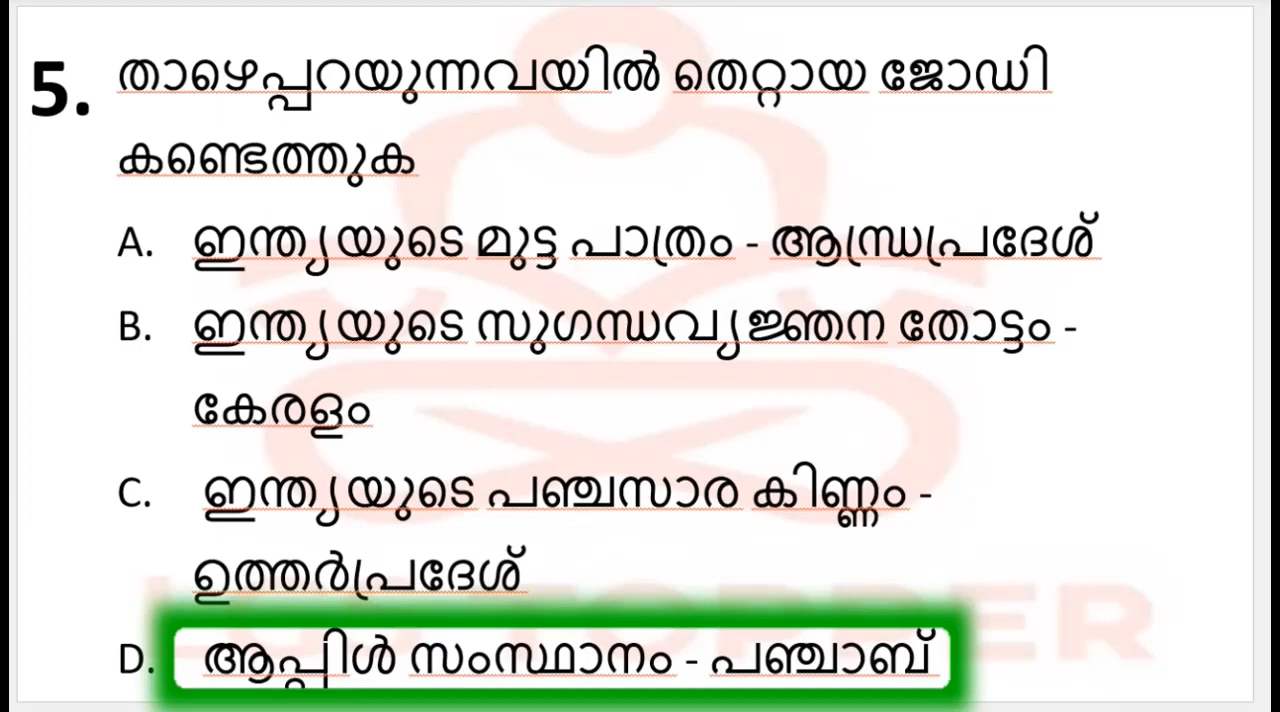 5. താഴെപ്പറയുന്നവയിൽ തെറ്റായ ജോഡി
കണ്ടെത്തുക
A. ഇന്ത്യയുടെ മുട്ട പാത്രം - ആന്ധ്രപ്രദേശ്
B. ഇന്ത്യയുടെ സുഗന്ധവ്യഞ്ജന തോട്ടം -
കേരളം
C. ഇന്ത്യയുടെ പഞ്ചസാര കിണ്ണം -
ഉത്തർപ്രദേശ്
D. ആപ്പിൾ സംസ്ഥാനം - പഞ്ചാബ്